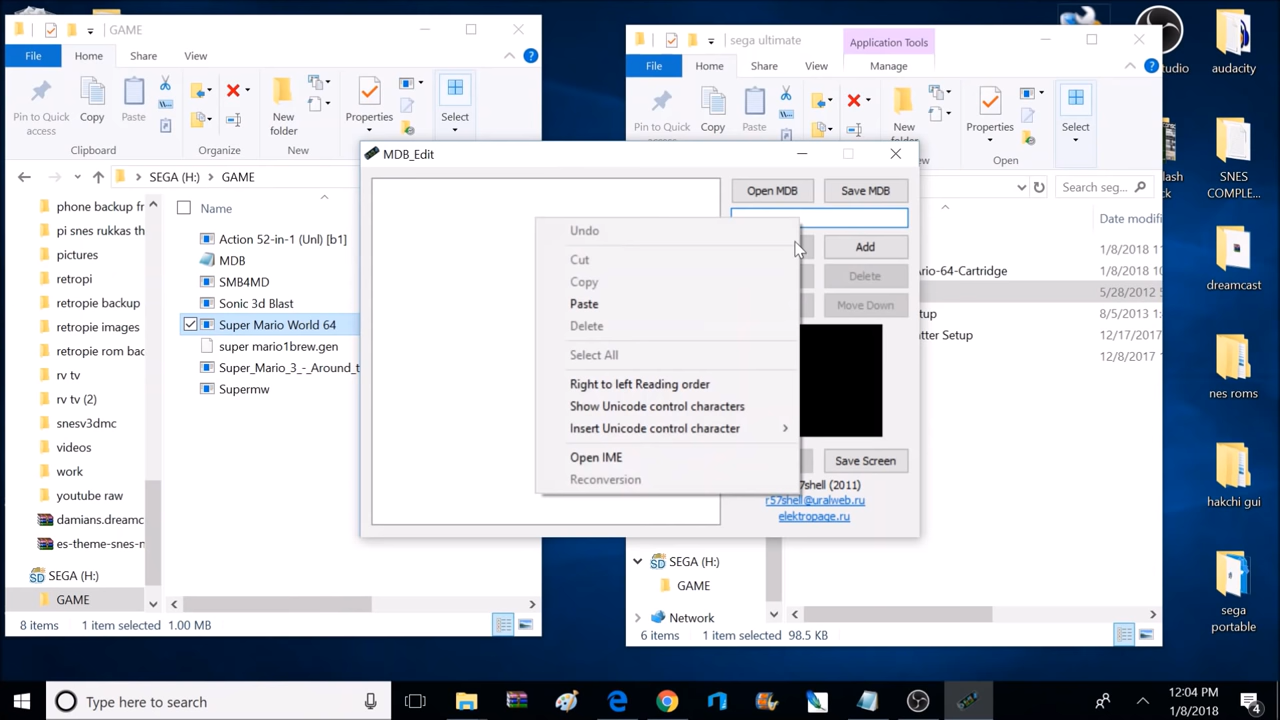 GAME
File
Home
Share
View
Pin to Quick access
Copy
Paste
New folder
Properties
Select
Clipboard
Organize
New
SEGA (H:)
GAME
phone backup fr
pi snes rukkas th
pictures
retropi
retropie backup
retropie images
retropie rom bac
rv tv
rv tv (2)
snesv3dmc
videos
work
youtube raw
damians.dreamc
es-theme-snes-n
SEGA (H:)
GAME
Name
Action 52-in-1 (Unl) [b1]
MDB
SMB4MD
Sonic 3d Blast
Super Mario World 64
super mario1brew.gen
Super_Mario_3_-_Around_t
Supermw
8 items
1 item selected 1.00 MB
sega ultimate
Application Tools
File
Home
Share
View
Manage
Pin to Quick
Copy
Paste
New
Properties
Select
Open
Search seg...
Date modifi
1/8/2018 11
ario-64-Cartridge
1/8/2018 10
5/28/2012 5
tup
8/5/2013 1
tter Setup
12/17/2017
12/8/2017
SEGA (H:)
GAME
Network
6 items
1 item selected 98.5 KB
MDB_Edit
Open MDB
Save MDB
Add
Delete
Move Down
Save Screen
7shell (2011)
r57shell@uralweb.ru
elektropage.ru
Undo
Cut
Copy
Paste
Delete
Select All
Right to left Reading order
Show Unicode control characters
Insert Unicode control character
Open IME
Reconversion
tudio
audacity
SNES COMPLE...
dreamcast
nes roms
hakchi gui
sega portable
Type here to search
12:04 PM
1/8/2018
4